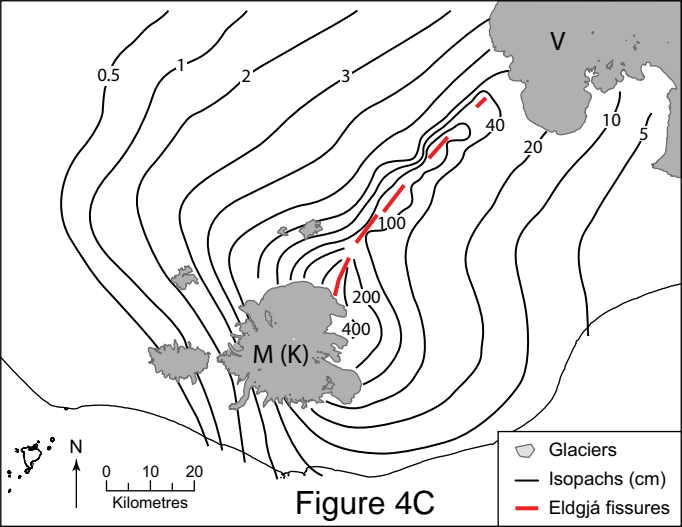 V
0.5
1
2
3
40
20
10
5
100
200
400
M (K)
N
0 10 20
Kilometres
Figure 4C
Glaciers
Isopachs (cm)
Eldgjá fissures